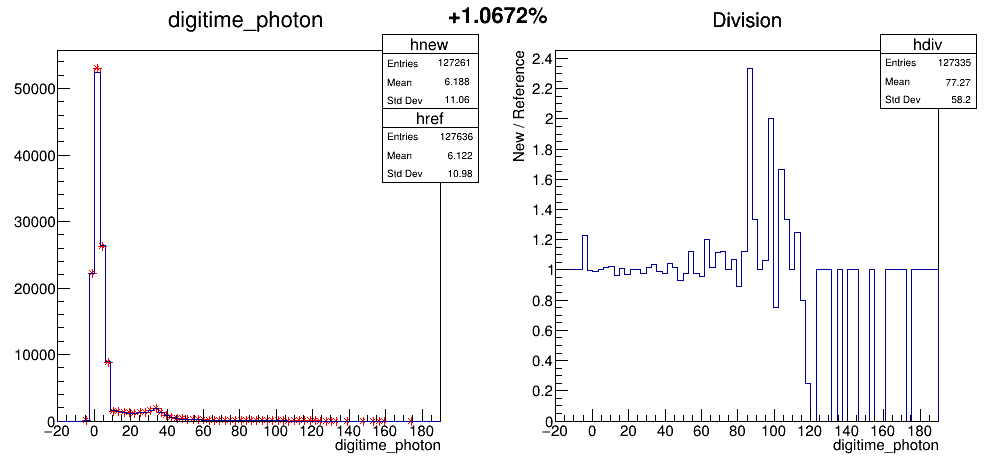 digitime_photon
+1.0672%
Division
hnew
Entries 127261
Mean 6.188
Std Dev 11.06
href
Entries 127636
Mean 6.122
Std Dev 10.98
50000
40000
30000
20000
10000
0
−20 0 20 40 60 80 100 120 140 160 180
digitime_photon
hdiv
Entries 127335
Mean 77.27
Std Dev 58.2
New / Reference
2.4
2.2
2
1.8
1.6
1.4
1.2
1
0.8
0.6
0.4
0.2
0
−20 0 20 40 60 80 100 120 140 160 180
digitime_photon